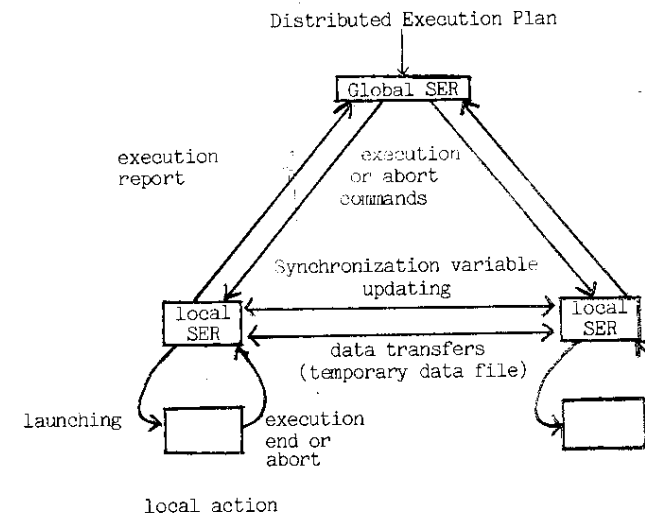 Distributed Execution Plan
Global SER
execution
report
execution
or abort
commands
Synchronization variable
updating
local
SER
local
SER
data transfers
(temporary data file)
launching
execution
end or
abort
local action